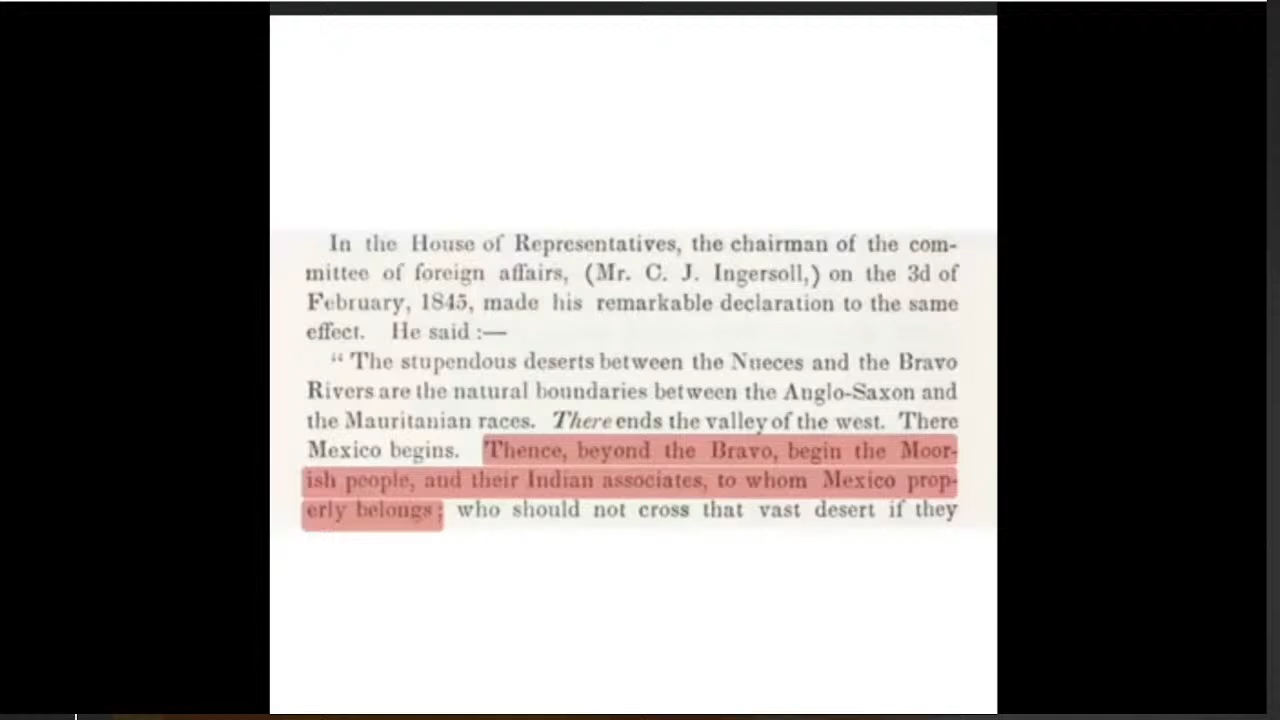 In the House of Representatives, the chairman of the com-
mittee of foreign affairs, (Mr. C. J. Ingersoll,) on the 3d of
February, 1845, made his remarkable declaration to the same
effect. He said :—
“ The stupendous deserts between the Nueces and the Bravo
Rivers are the natural boundaries between the Anglo-Saxon and
the Mauritanian races. There ends the valley of the west. There
Mexico begins. Thence, beyond the Bravo, begin the Moor-
ish people, and their Indian associates, to whom Mexico prop-
erly belongs; who should not cross that vast desert if they